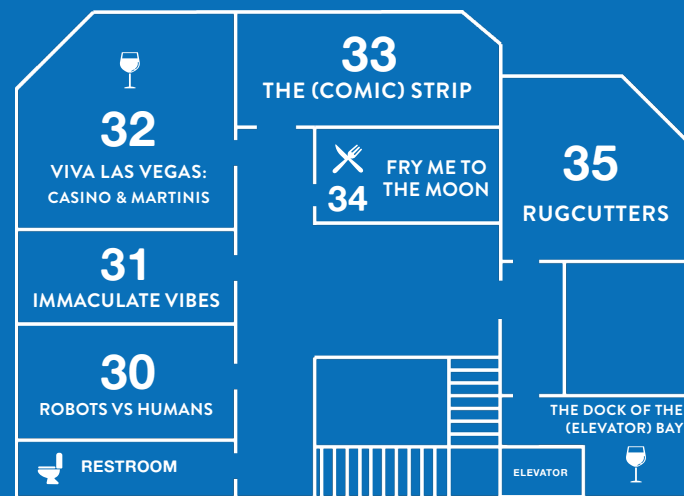 33
THE (COMIC) STRIP
32
VIVA LAS VEGAS:
CASINO & MARTINIS
34
FRY ME TO
THE MOON
35
RUGCUTTERS
31
IMMACULATE VIBES
30
ROBOTS VS HUMANS
RESTROOM
THE DOCK OF THE
(ELEVATOR) BAY
ELEVATOR